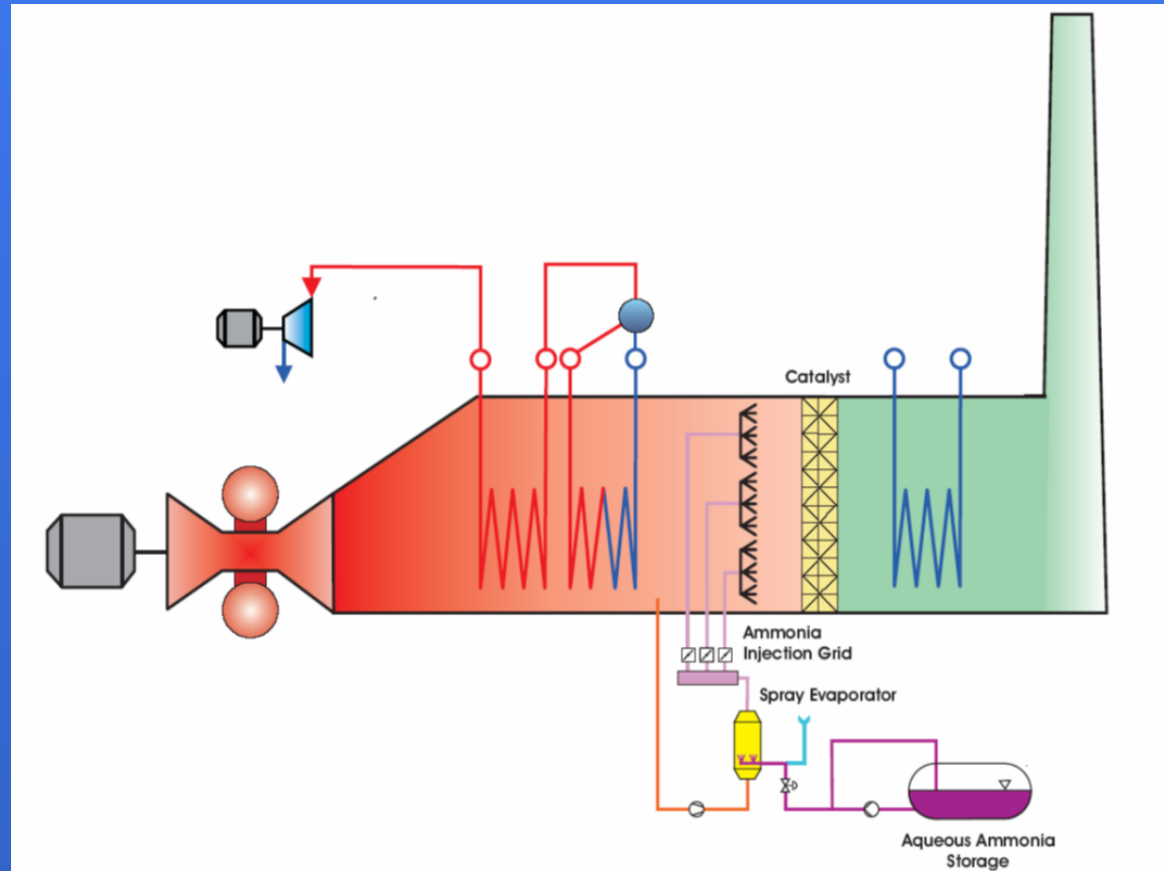 Catalyst
Ammonia
Injection Grid
Spray Evaporator
Aqueous Ammonia
Storage